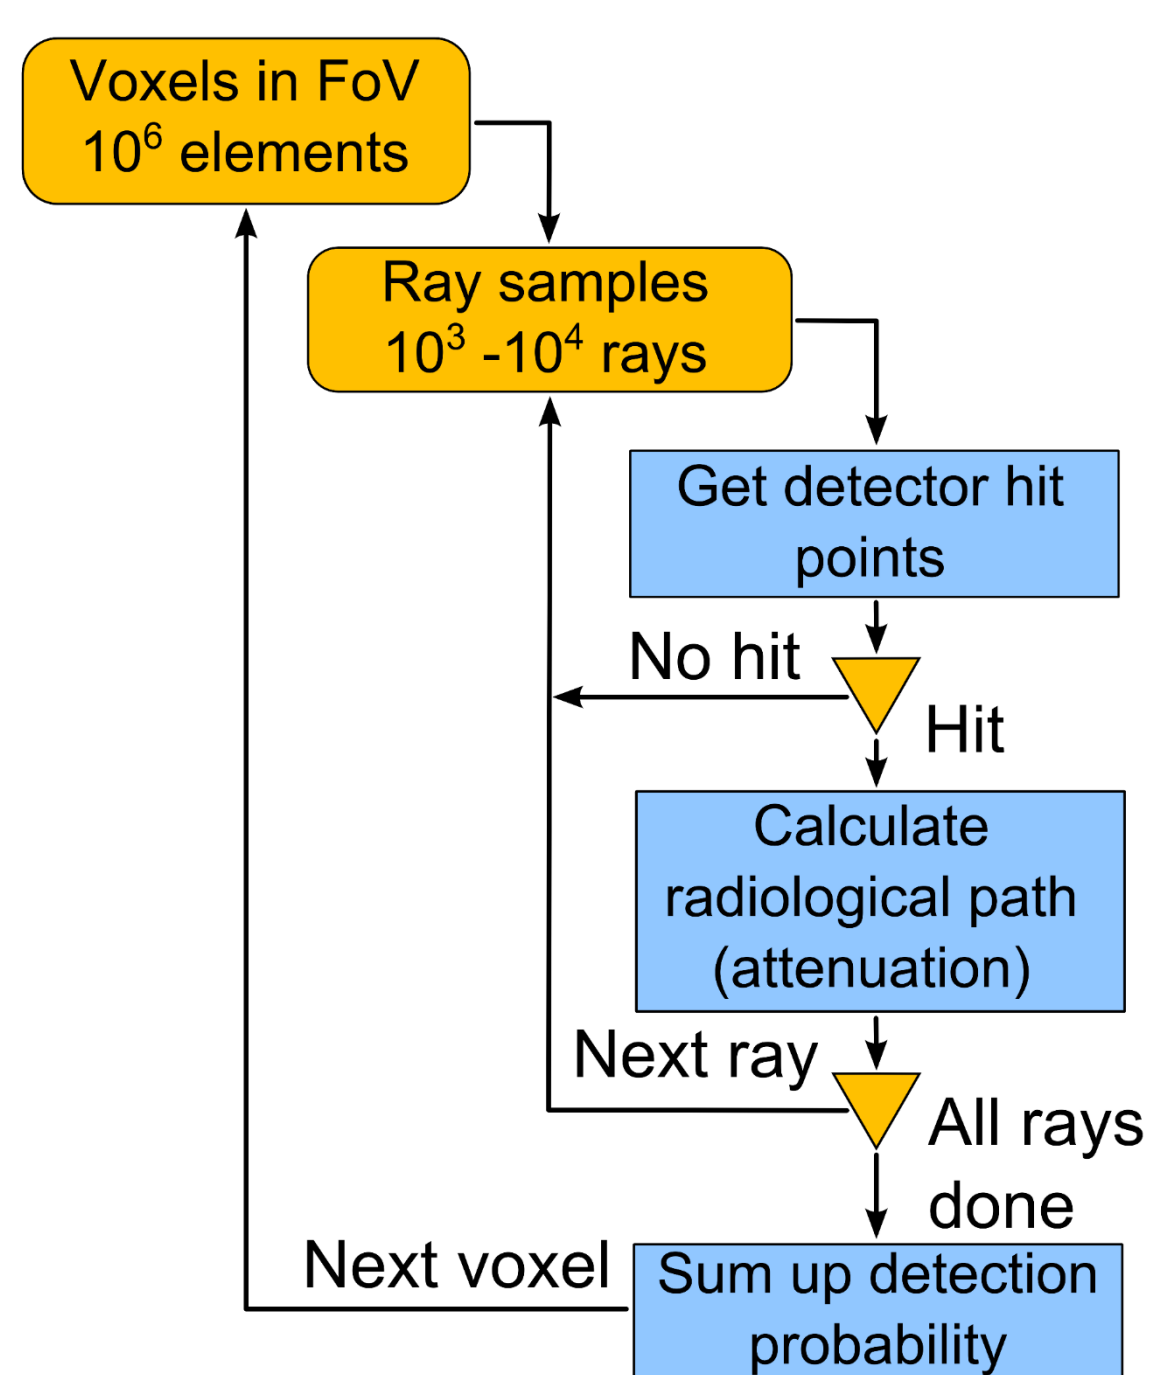 Voxels in FoV
10⁶ elements
Ray samples
10³ -10⁴ rays
Get detector hit
points
No hit
Hit
Calculate
radiological path
(attenuation)
Next ray
All rays
done
Next voxel
Sum up detection
probability